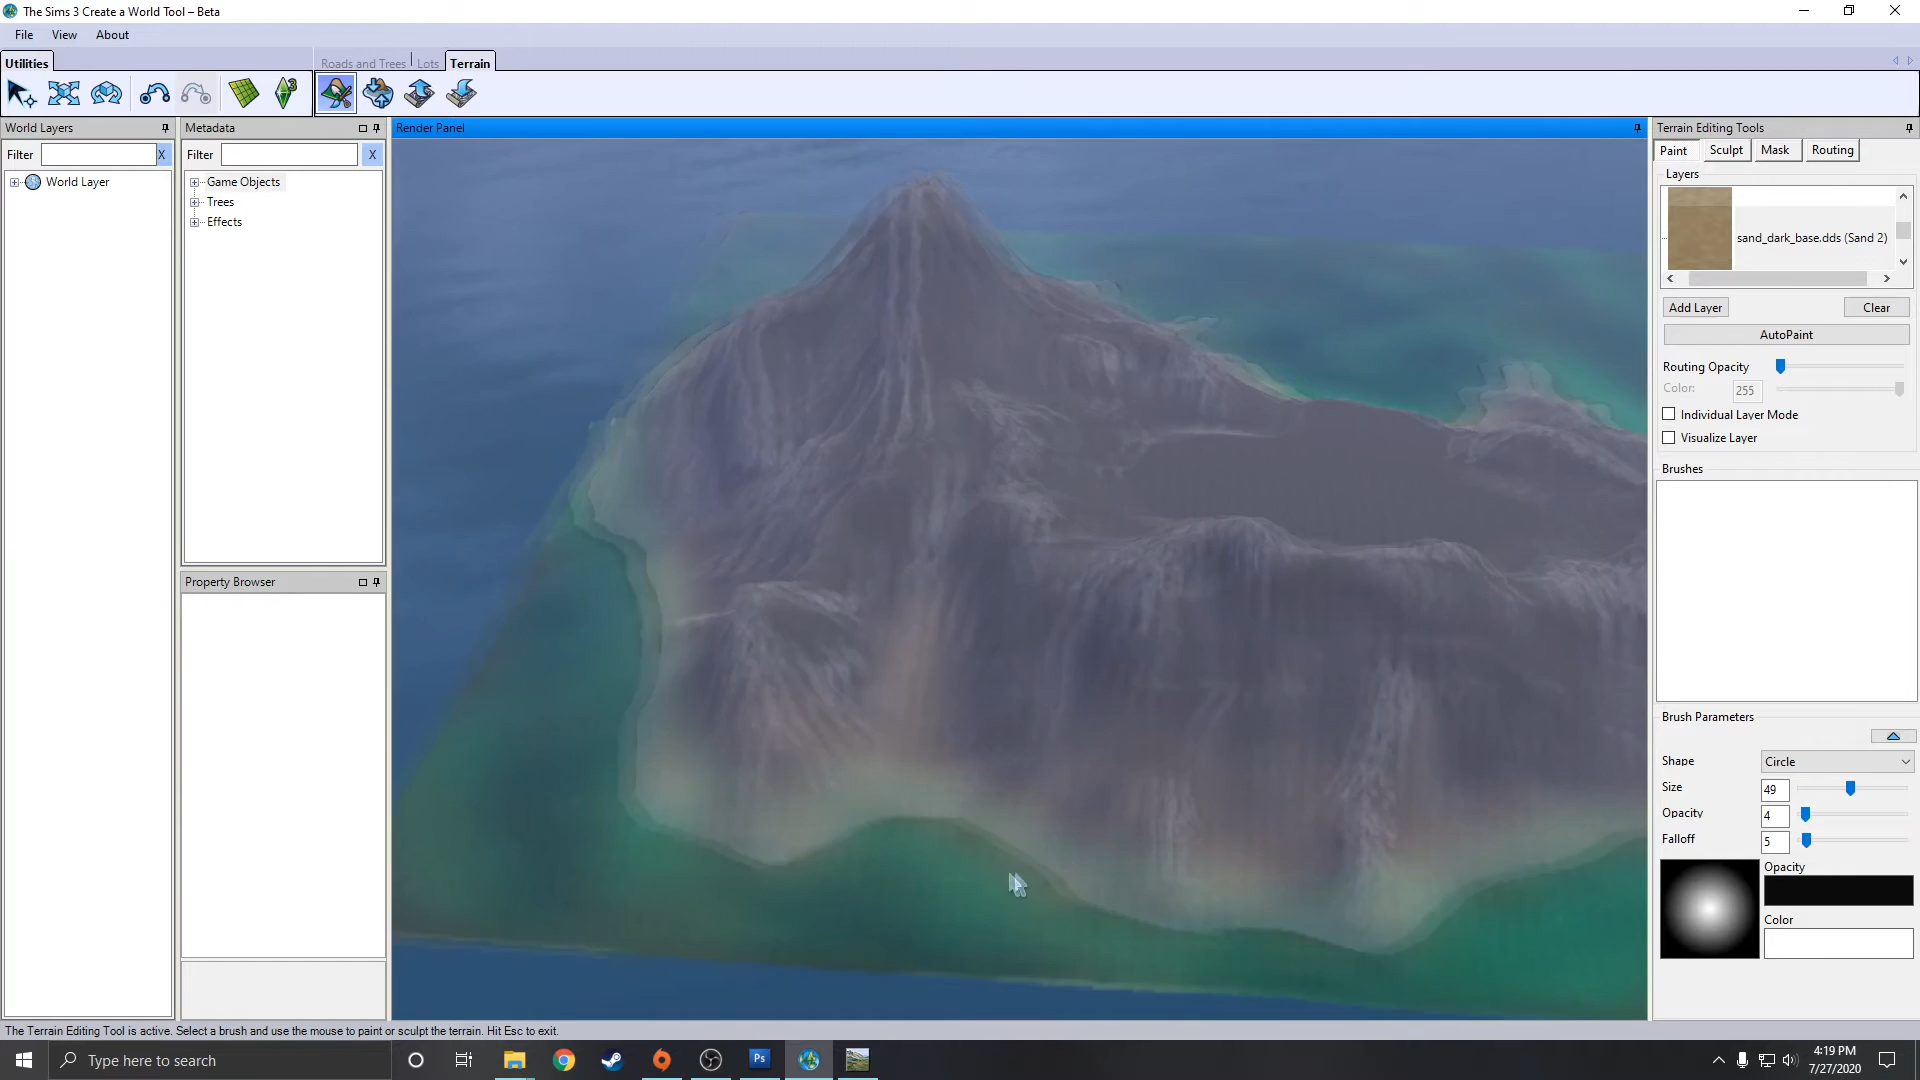 The Sims 3 Create a World Tool – Beta
File View About
Utilities Roads and Trees Lots Terrain
World Layers
Filter X
World Layer
Metadata
Filter X
Game Objects
Trees
Effects
Property Browser
Render Panel
Terrain Editing Tools
Paint Sculpt Mask Routing
Layers
sand_dark_base.dds (Sand 2)
Add Layer Clear
AutoPaint
Routing Opacity
Color: 255
Individual Layer Mode
Visualize Layer
Brushes
Brush Parameters
Shape Circle
Size 49
Opacity 4
Falloff 5
Opacity
Color
The Terrain Editing Tool is active. Select a brush and use the mouse to paint or sculpt the terrain. Hit Esc to exit.
Type here to search
Ps
4:19 PM
7/27/2020